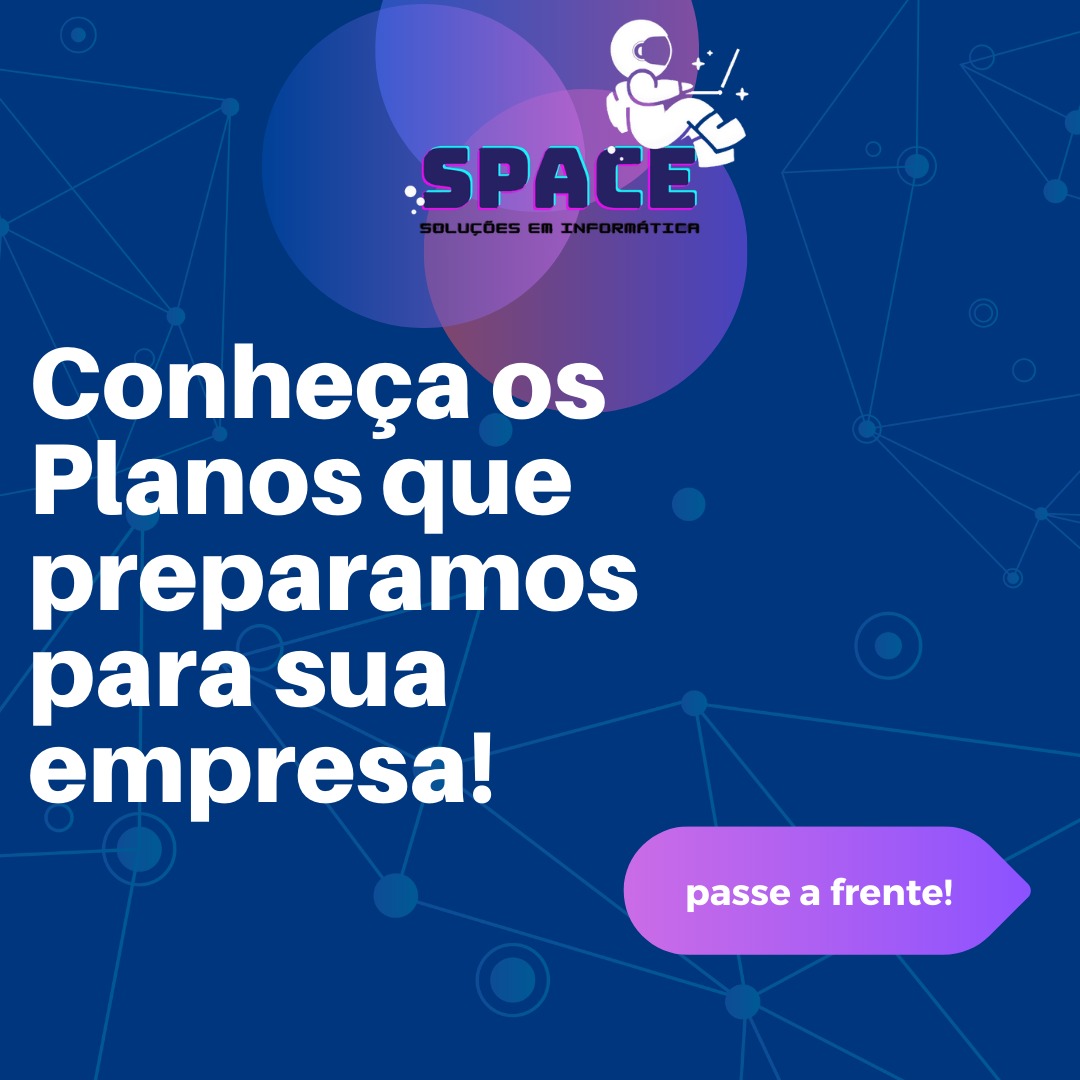 SPACE
SOLUÇÕES EM INFORMÁTICA
Conheça os
Planos que
preparamos
para sua
empresa!
passe a frente!